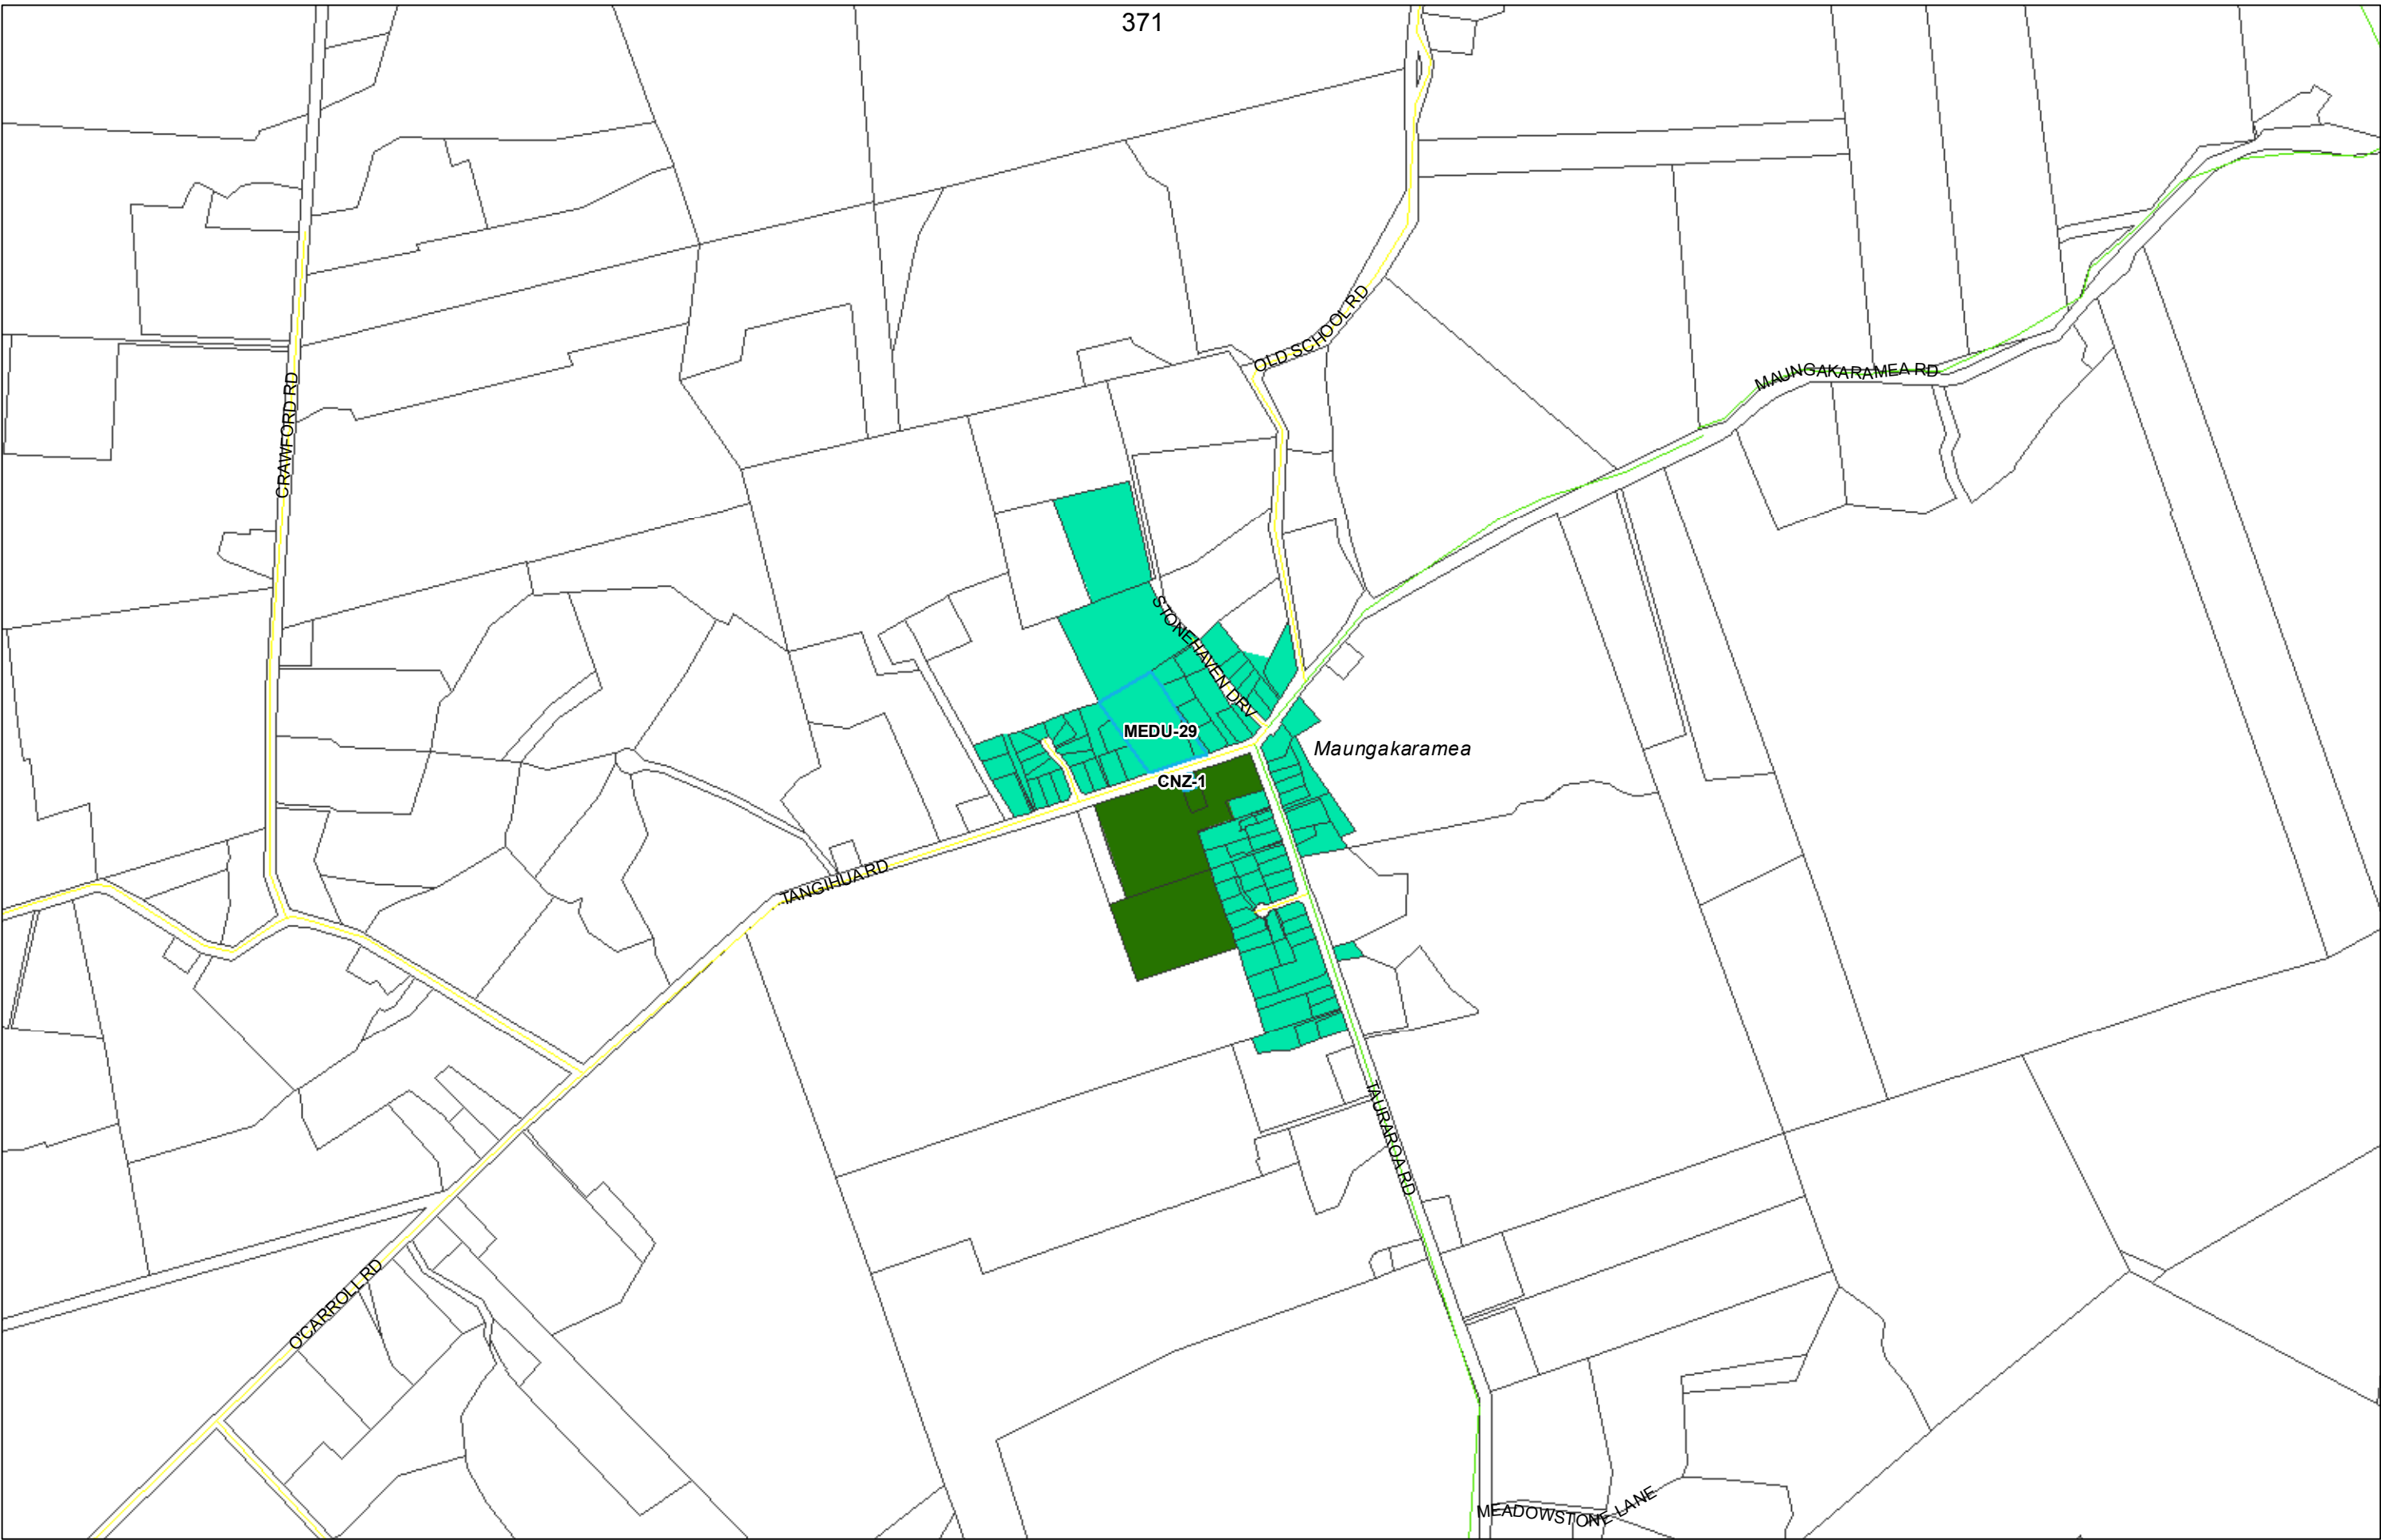 371
OLD SCHOOL RD
MAUNGAKARAMEA RD
CRAWFORD RD
STONEHAVEN DRV
MEDU-29
Maungakaramea
CNZ-1
TANGIHUA RD
TAURAROA RD
O'CARROLL RD
MEADOWSTONE LANE